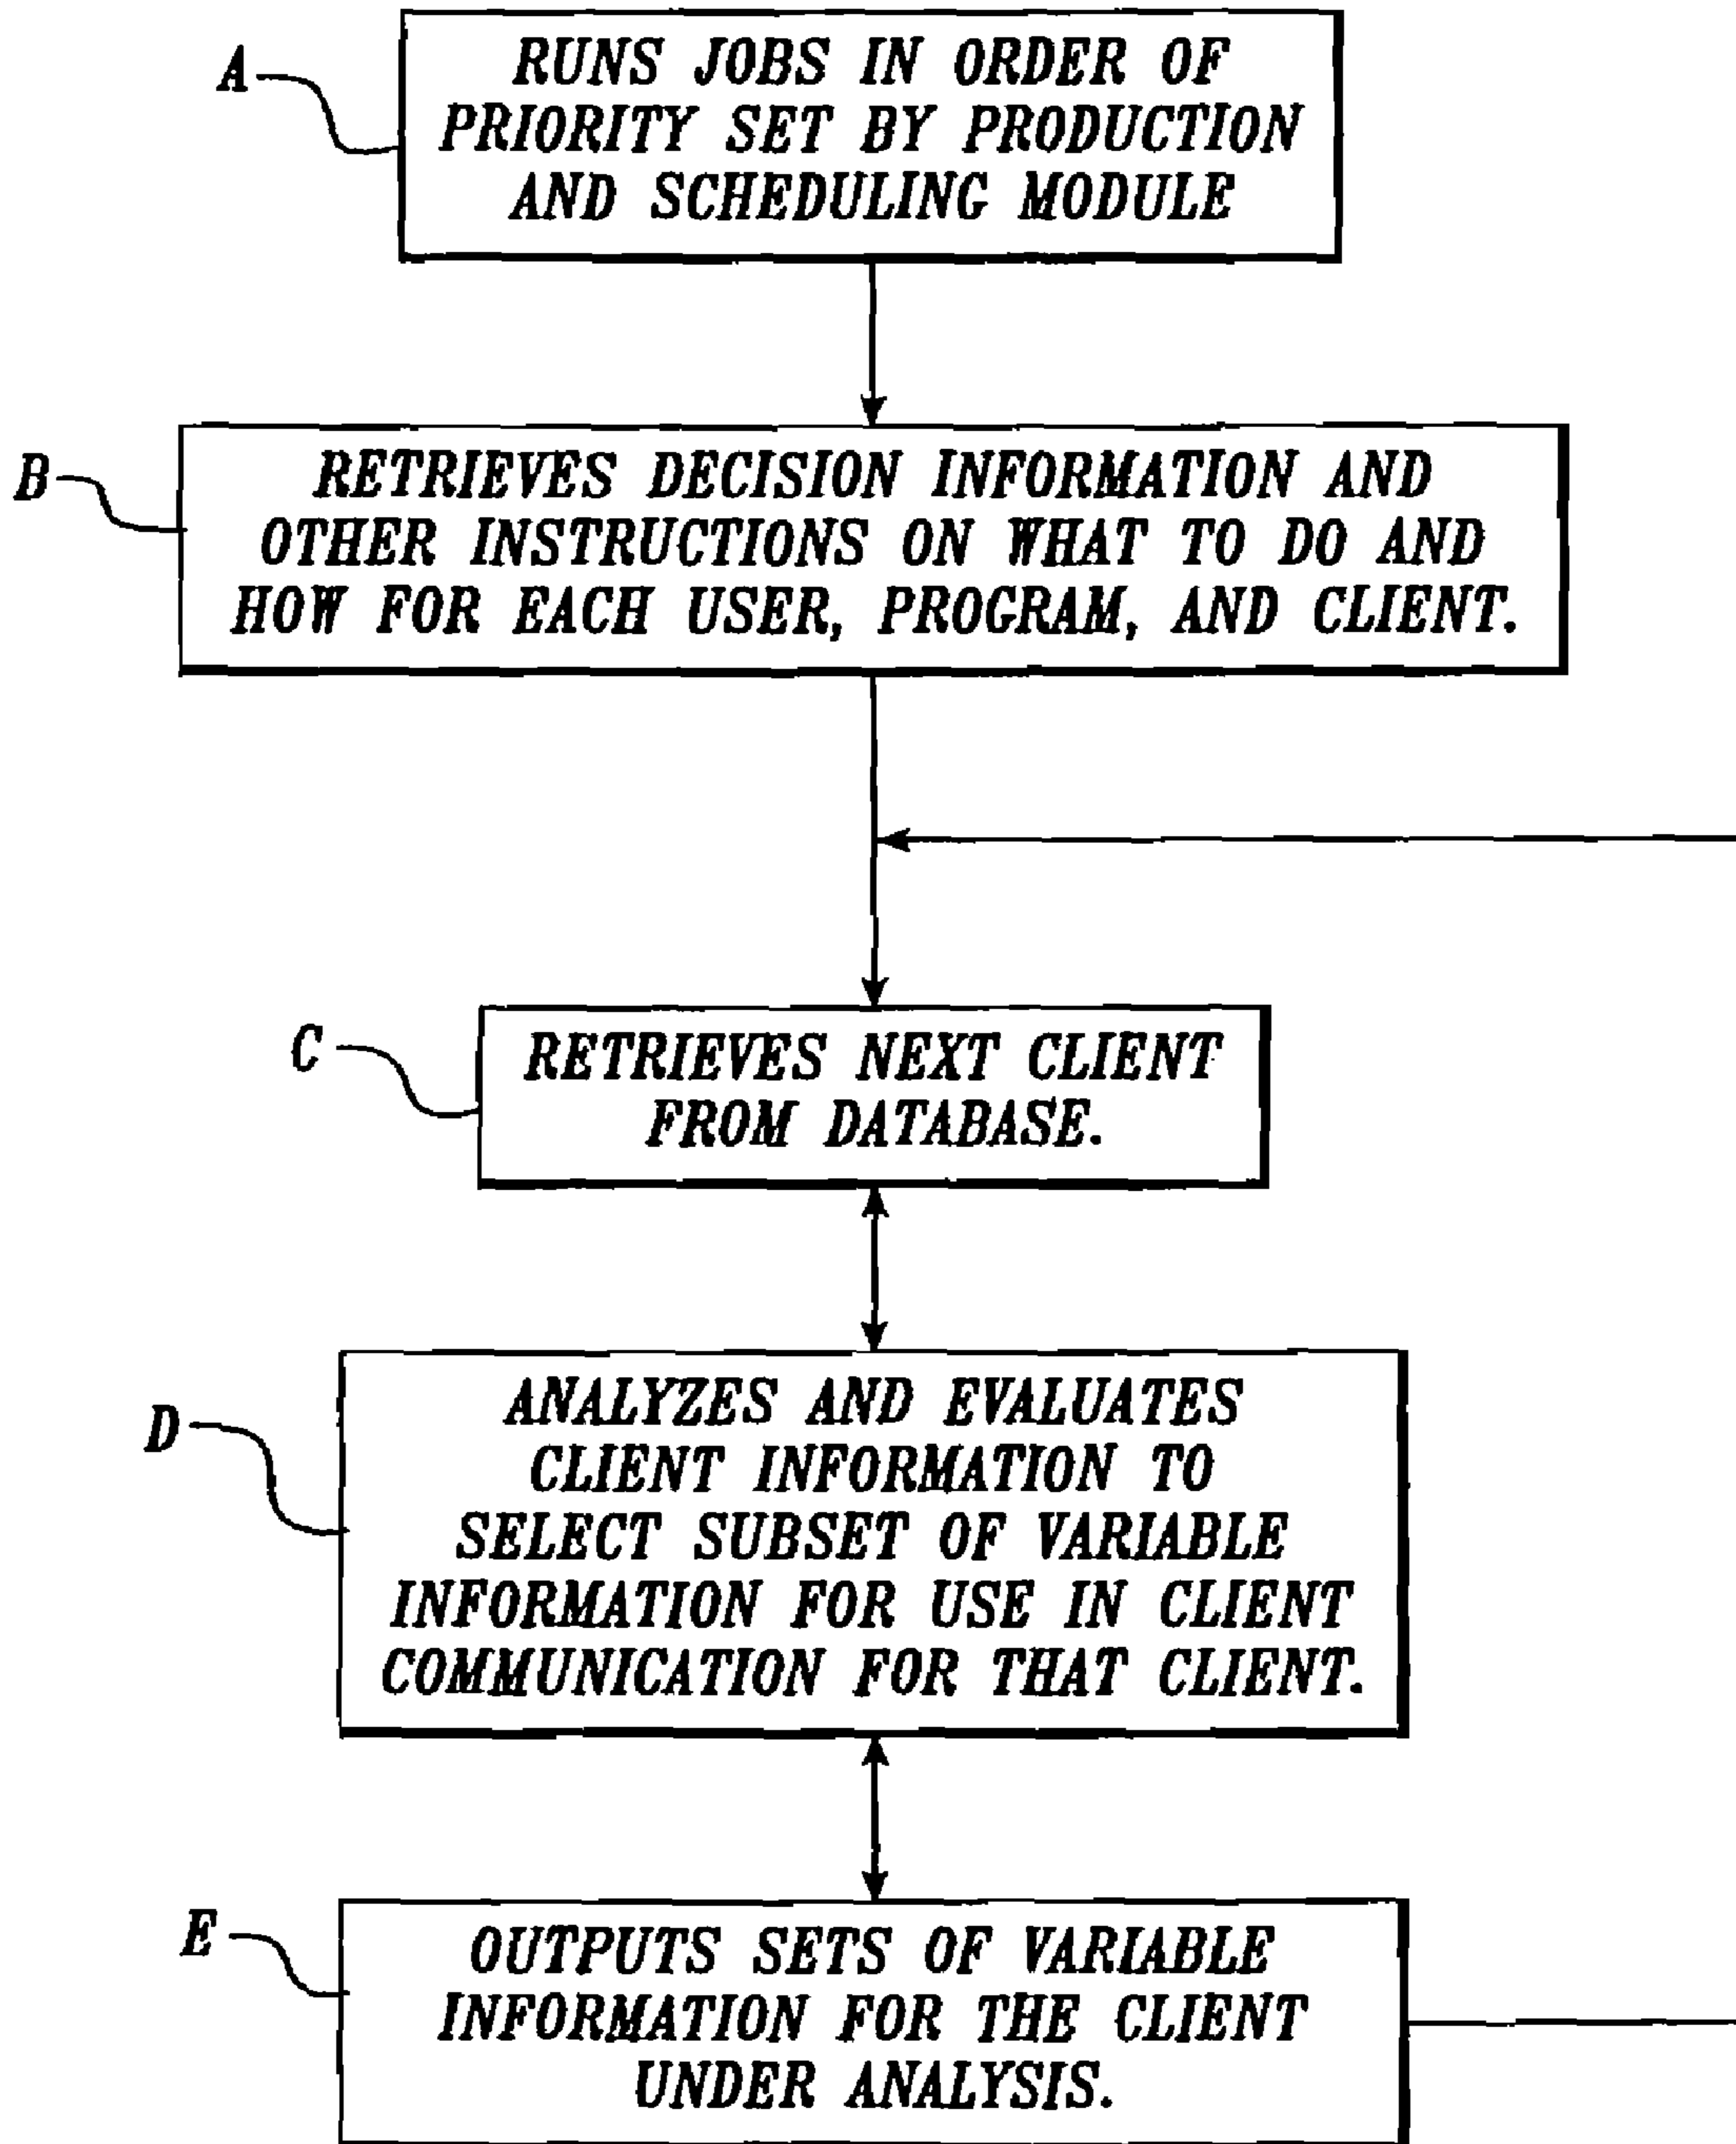 A
RUNS JOBS IN ORDER OF
PRIORITY SET BY PRODUCTION
AND SCHEDULING MODULE
B
RETRIEVES DECISION INFORMATION AND
OTHER INSTRUCTIONS ON WHAT TO DO AND
HOW FOR EACH USER, PROGRAM, AND CLIENT.
C
RETRIEVES NEXT CLIENT
FROM DATABASE.
D
ANALYZES AND EVALUATES
CLIENT INFORMATION TO
SELECT SUBSET OF VARIABLE
INFORMATION FOR USE IN CLIENT
COMMUNICATION FOR THAT CLIENT.
E
OUTPUTS SETS OF VARIABLE
INFORMATION FOR THE CLIENT
UNDER ANALYSIS.